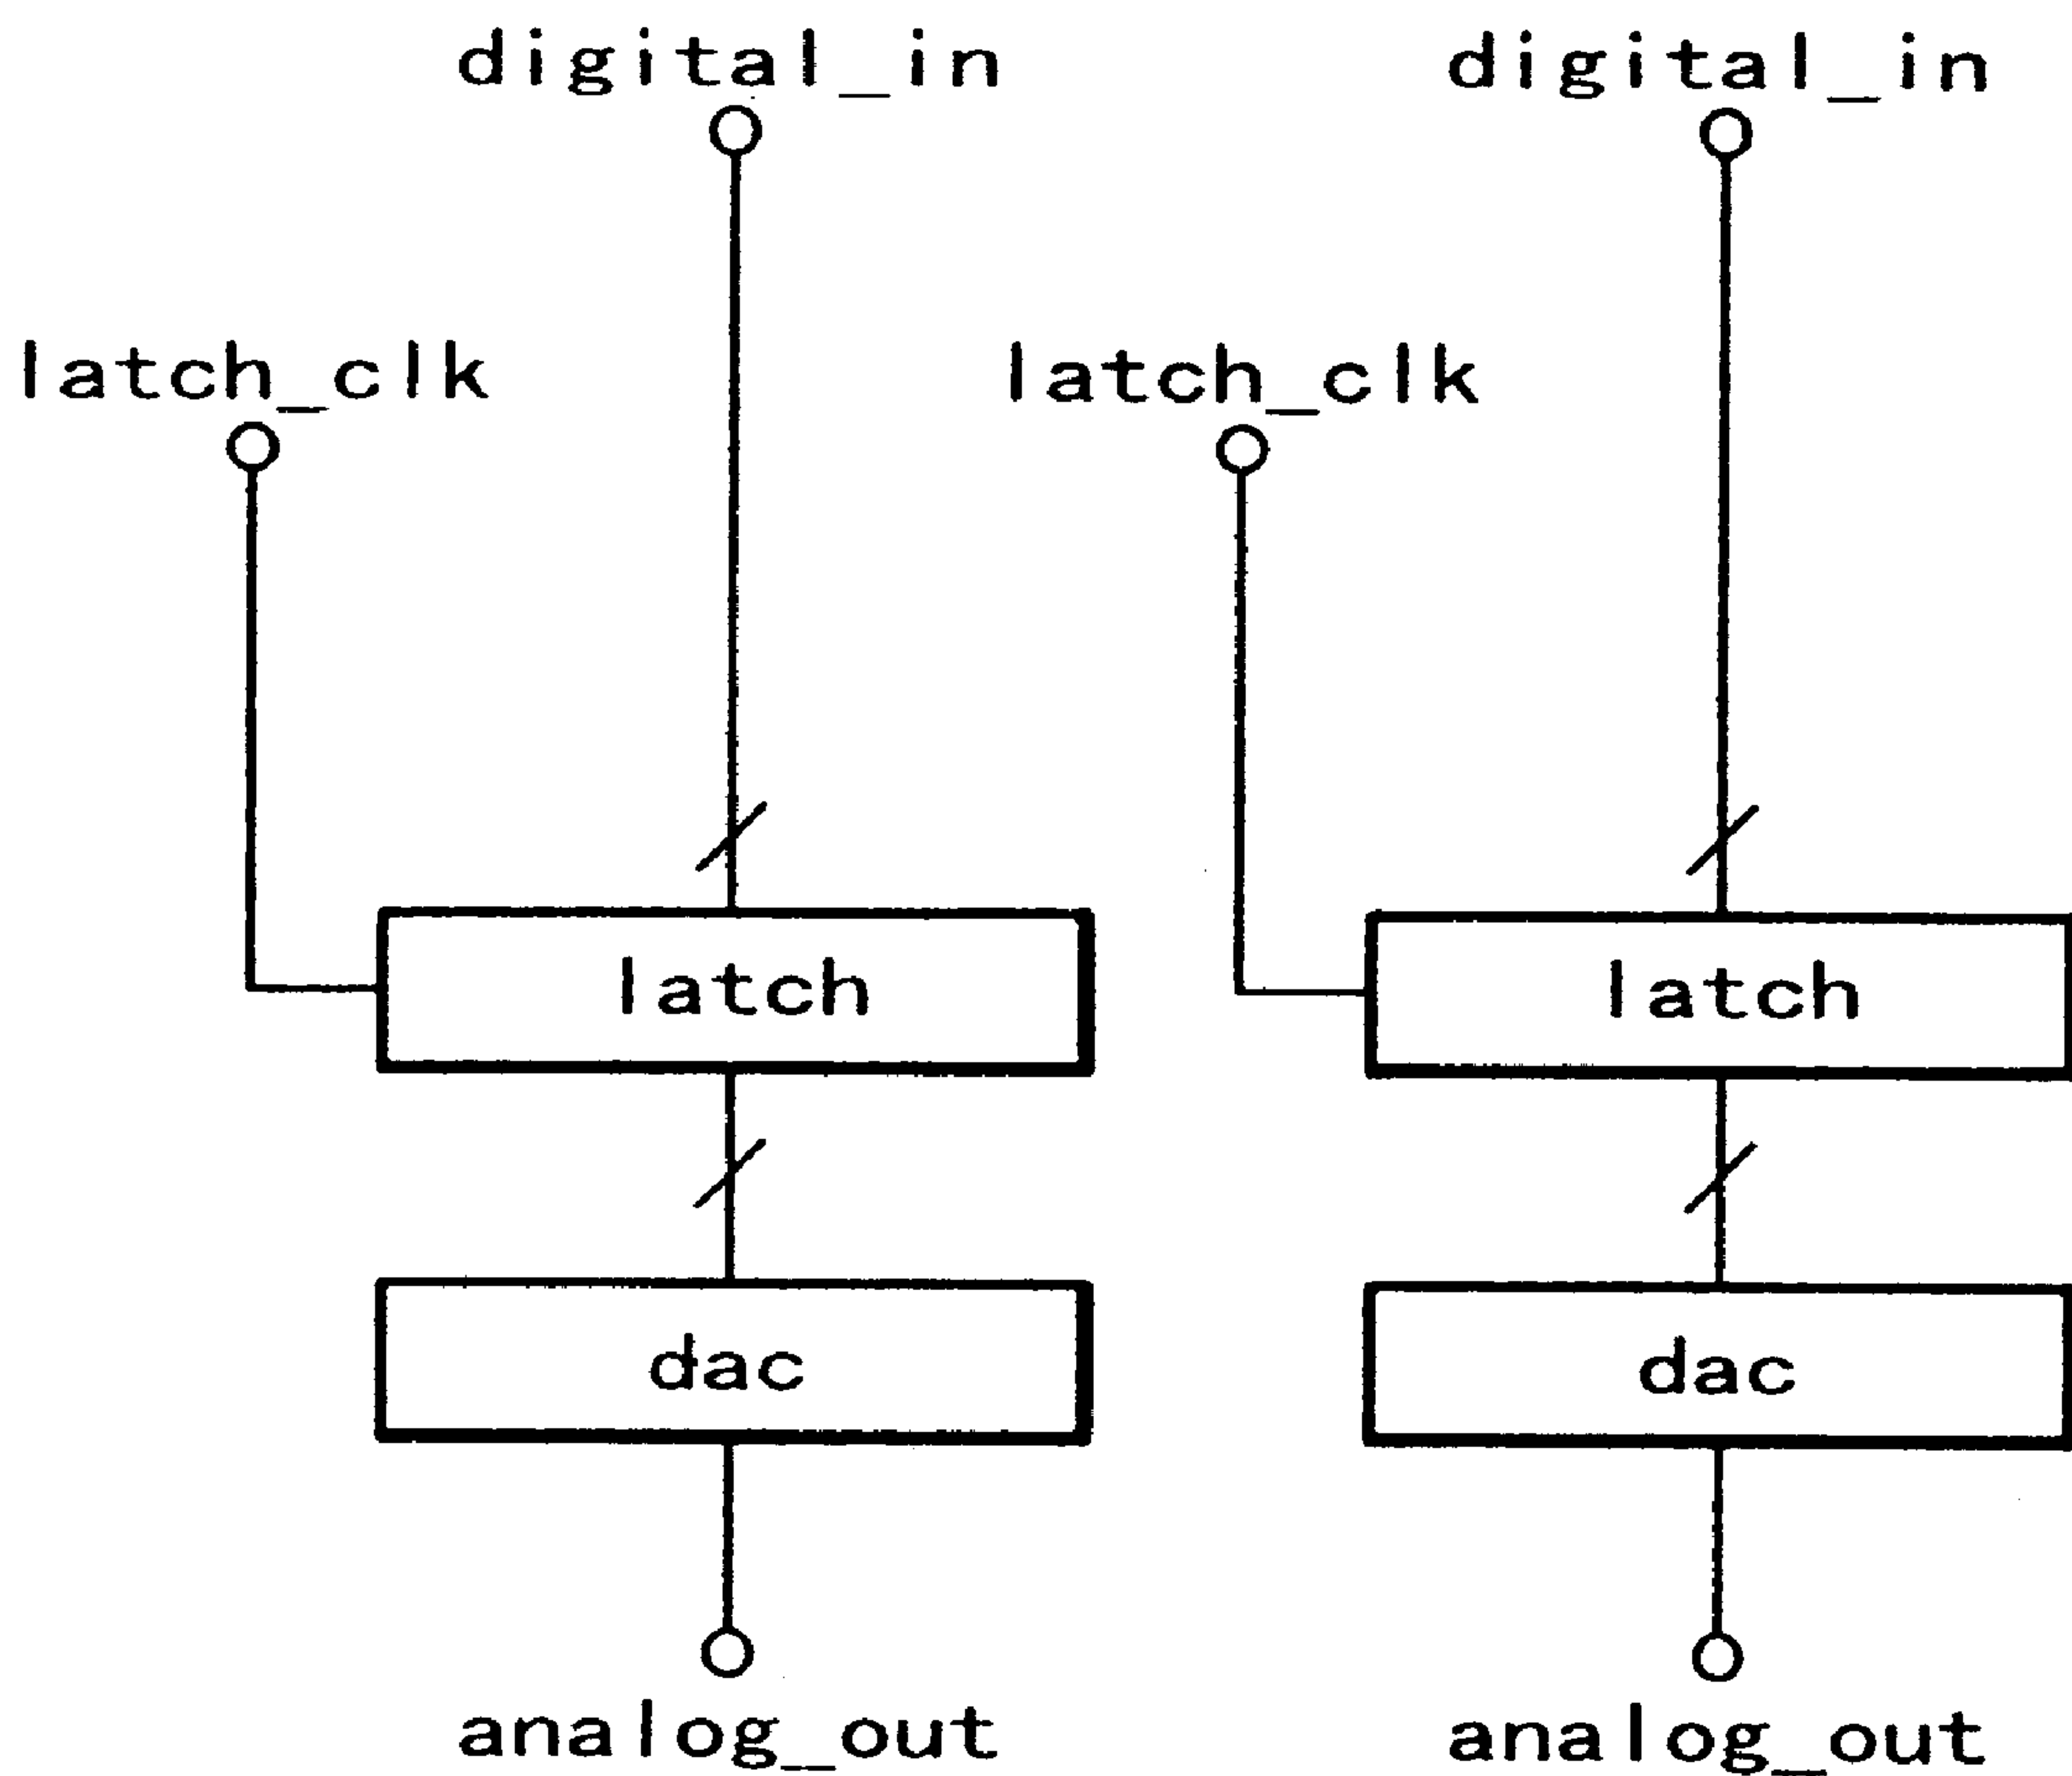 digital_in digital_in
latch_clk latch_clk
latch latch
dac dac
analog_out analog_out